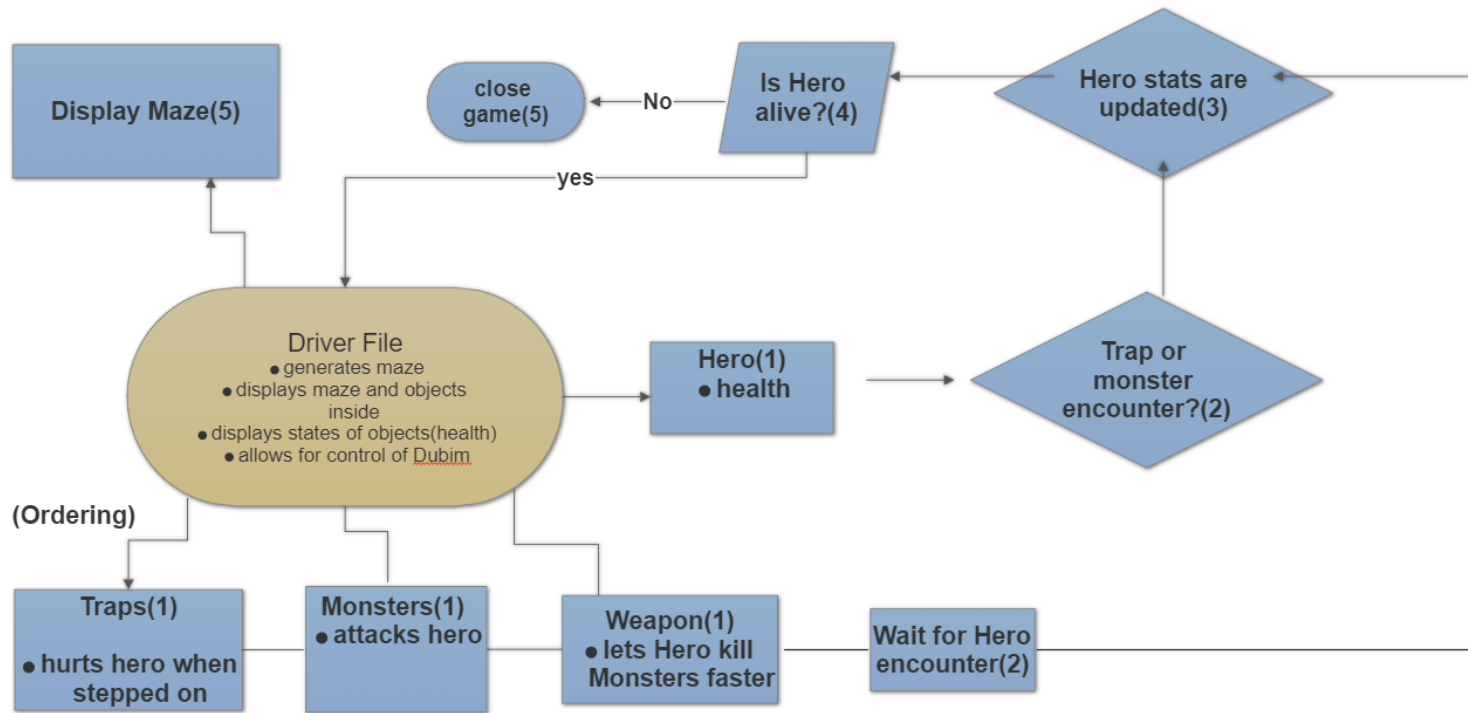 Display Maze(5)
close
game(5)
No
Is Hero
alive?(4)
Hero stats are
updated(3)
yes
Driver File
● generates maze
● displays maze and objects
inside
● displays states of objects(health)
● allows for control of Dubim
Hero(1)
● health
Trap or
monster
encounter?(2)
(Ordering)
Traps(1)
● hurts hero when
stepped on
Monsters(1)
● attacks hero
Weapon(1)
● lets Hero kill
Monsters faster
Wait for Hero
encounter(2)